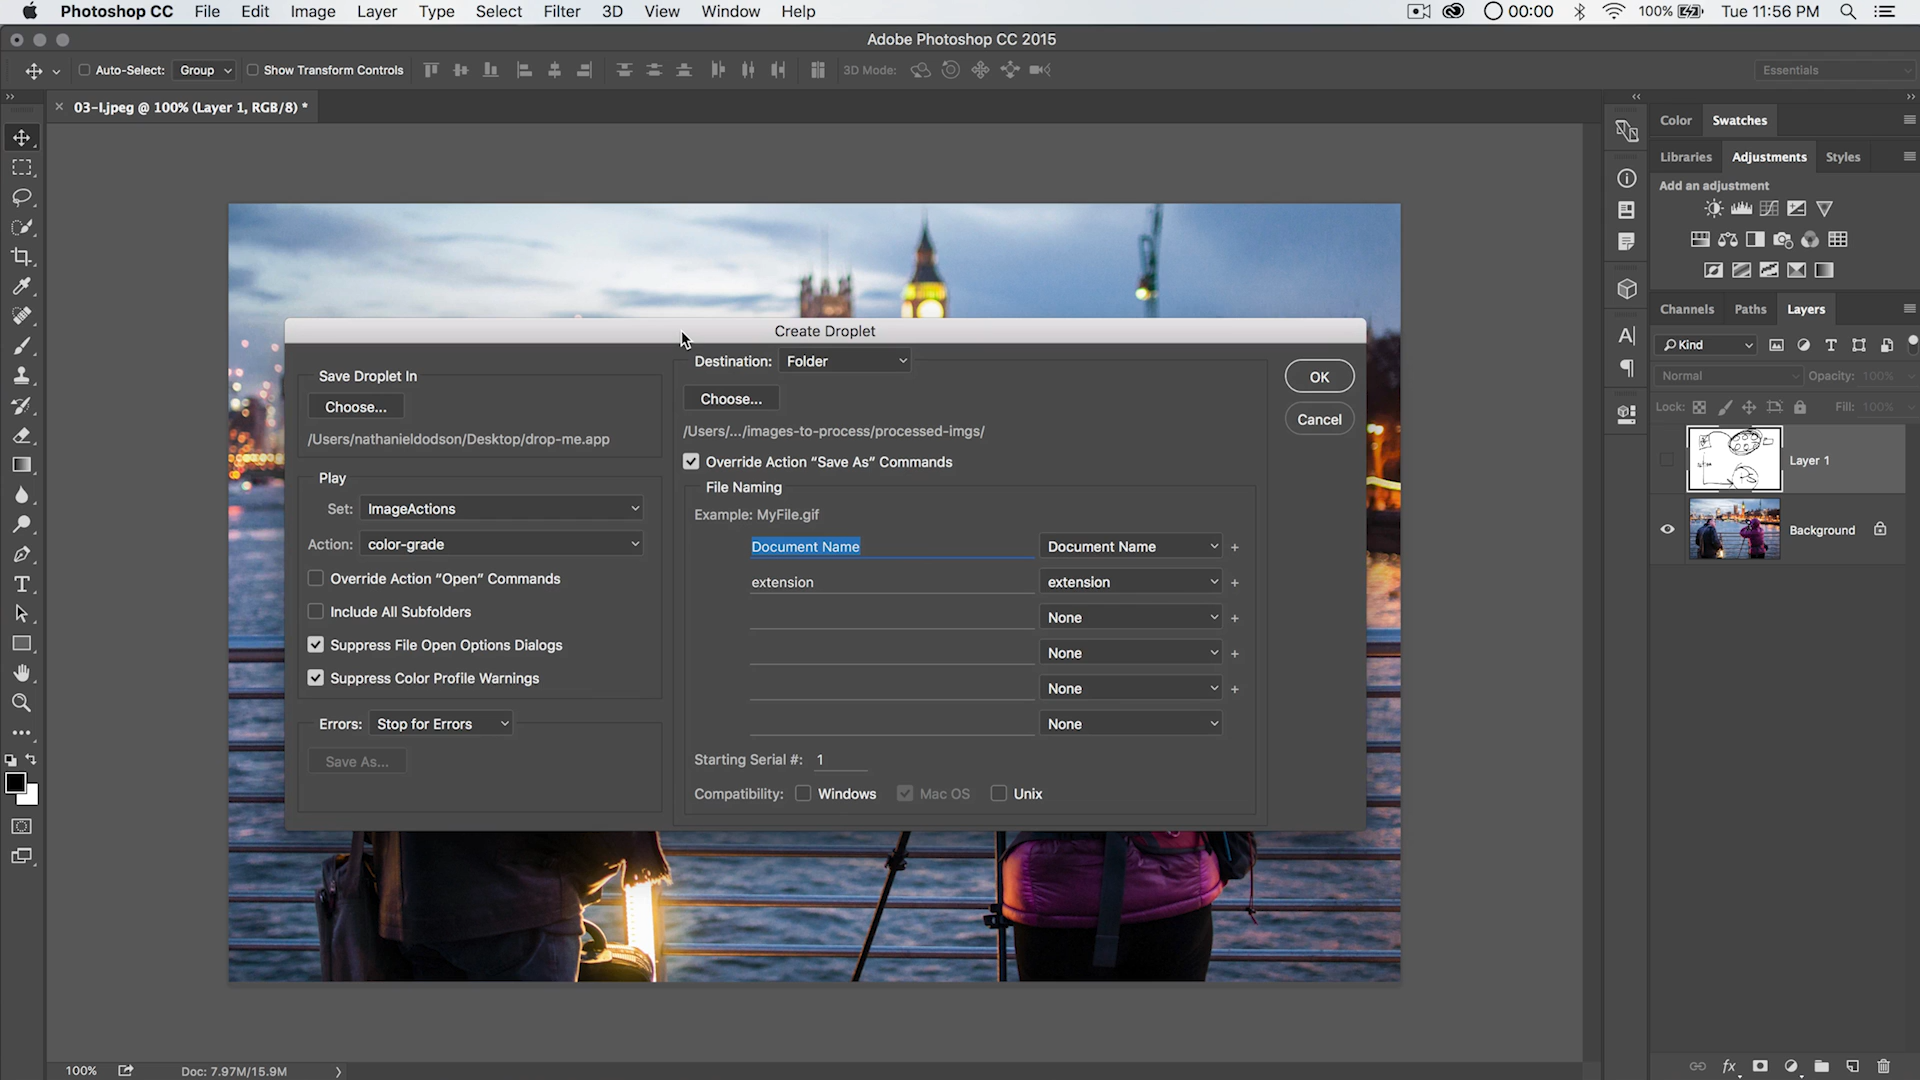 Photoshop CC File Edit Image Layer Type Select Filter 3D View Window Help 00:00 100% Tue 11:56 PM
Adobe Photoshop CC 2015
Auto-Select: Group Show Transform Controls 3D Mode: Essentials
03-l.jpeg @ 100% (Layer 1, RGB/8) *
Color Swatches
Libraries Adjustments Styles
Add an adjustment
Channels Paths Layers
Kind
Normal Opacity: 100%
Lock: Fill: 100%
Layer 1
Background
Create Droplet
Save Droplet In
Choose...
/Users/nathanieldodson/Desktop/drop-me.app
Play
Set: ImageActions
Action: color-grade
Override Action “Open” Commands
Include All Subfolders
Suppress File Open Options Dialogs
Suppress Color Profile Warnings
Errors: Stop for Errors
Save As...
Destination: Folder
Choose...
/Users/.../images-to-process/processed-imgs/
Override Action “Save As” Commands
File Naming
Example: MyFile.gif
Document Name Document Name +
extension extension +
None +
None +
None +
None
Starting Serial #: 1
Compatibility: Windows Mac OS Unix
OK
Cancel
100% Doc: 7.97M/15.9M